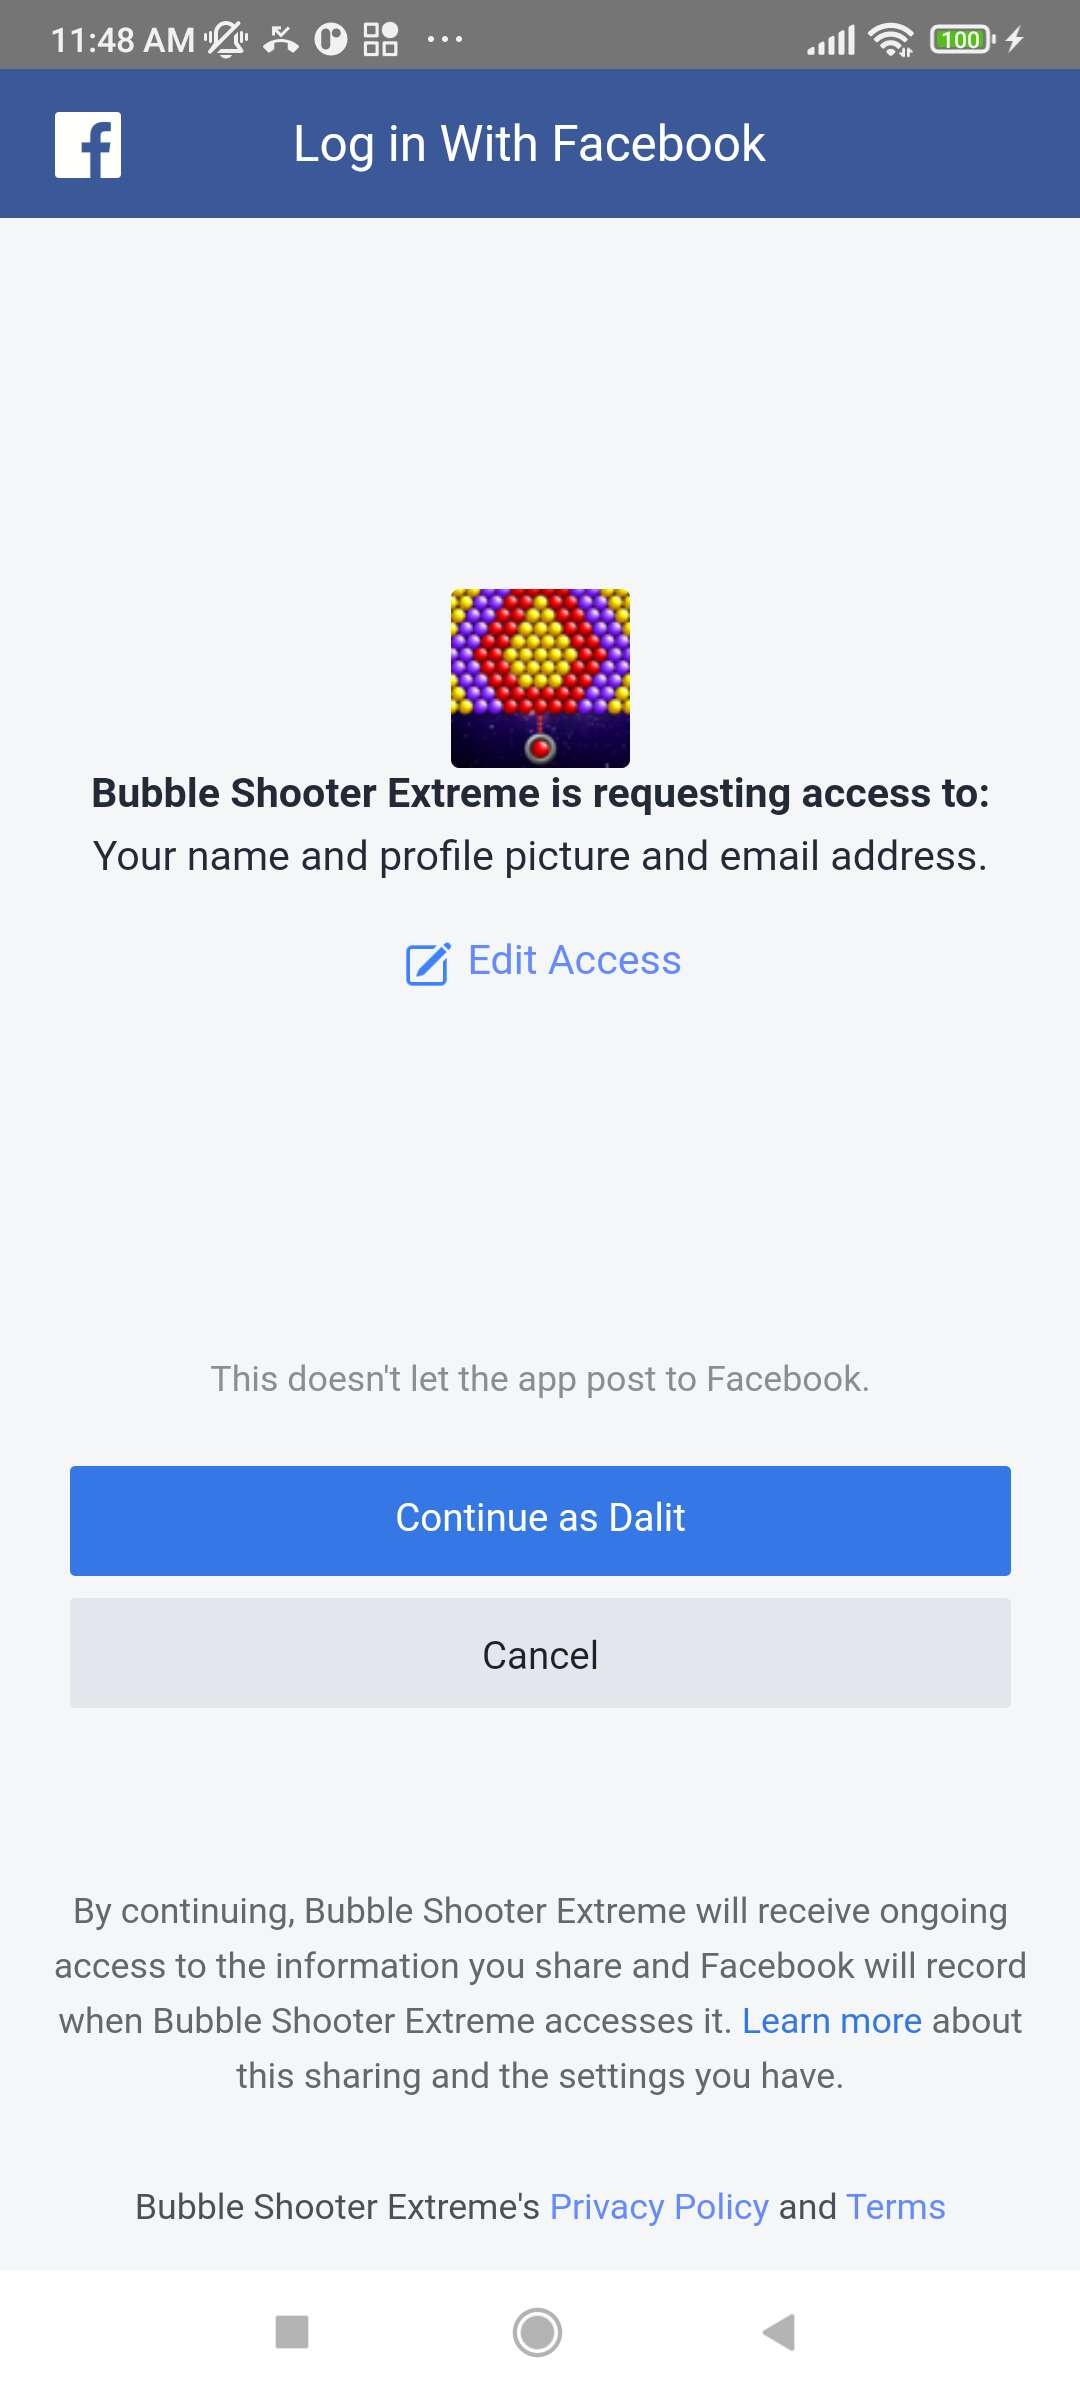 11:48 AM
100
Log in With Facebook
Bubble Shooter Extreme is requesting access to:
Your name and profile picture and email address.
Edit Access
This doesn't let the app post to Facebook.
Continue as Dalit
Cancel
By continuing, Bubble Shooter Extreme will receive ongoing
access to the information you share and Facebook will record
when Bubble Shooter Extreme accesses it. Learn more about
this sharing and the settings you have.
Bubble Shooter Extreme's Privacy Policy and Terms